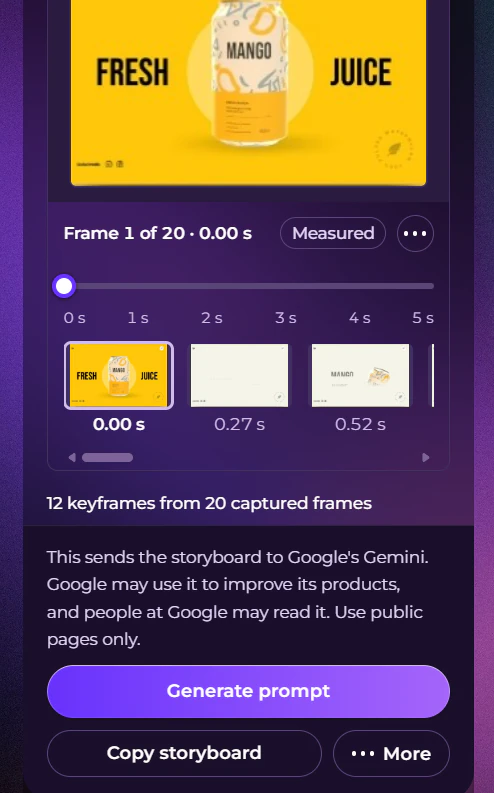 MANGO
FRESH
JUICE
Frame 1 of 20 · 0.00 s
Measured
0 s 1 s 2 s 3 s 4 s 5 s
FRESH
MANGO
JUICE
MANGO
0.00 s 0.27 s 0.52 s
12 keyframes from 20 captured frames
This sends the storyboard to Google's Gemini.
Google may use it to improve its products,
and people at Google may read it. Use public
pages only.
Generate prompt
Copy storyboard
More